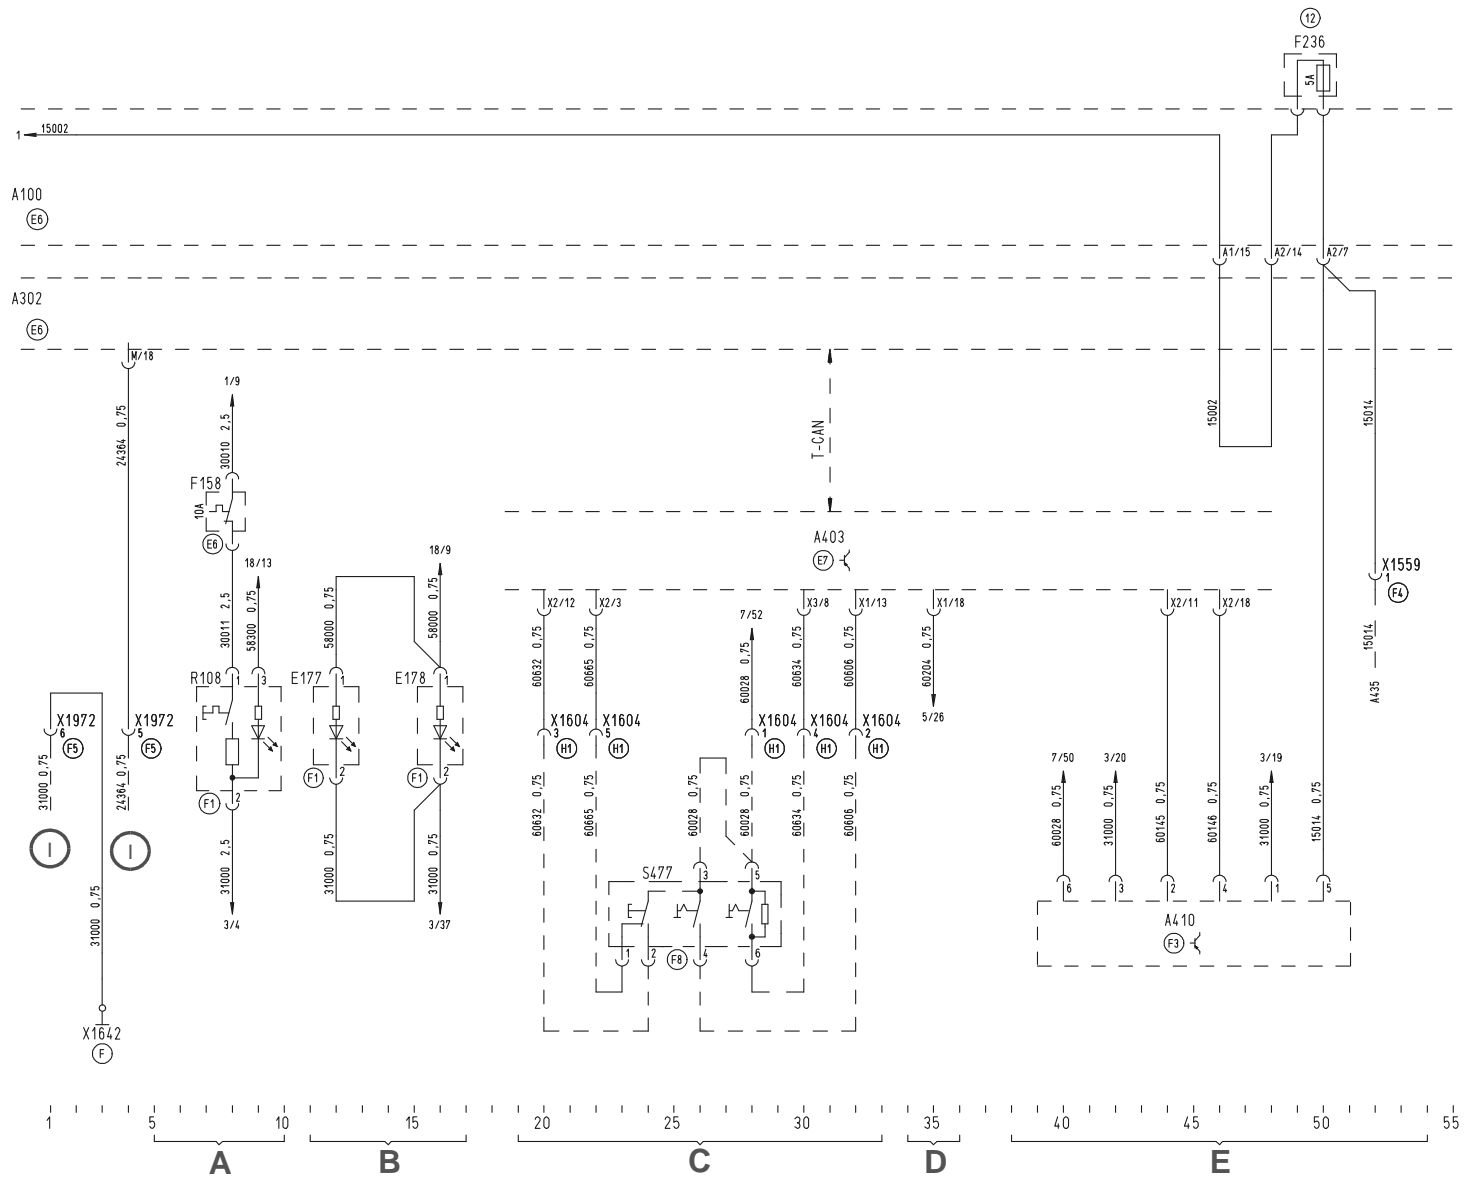 12
F236
5A
1 15002
A100
E6
A1/15 A2/14 A2/7
A302
E6
M/18
1/9
24364 0,75
30010 2,5
T-CAN
15002
15014
F158
10A
E6
A403
E7
18/13
18/9
X1559
1
F4
30011 2,5
58300 0,75
58000 0,75
58000 0,75
X2/12 X2/3 7/52 X3/8 X1/13 X1/18 X2/11 X2/18
60632 0,75
60665 0,75
60028 0,75
60634 0,75
60606 0,75
60204 0,75
15014
A435
R108 1 3 E177 1 E178 1
5/26
X1972 X1972
6 5
F5 F5
X1604 X1604 X1604 X1604 X1604
3 5 1 4 2
H1 H1 H1 H1 H1
31000 0,75
24364 0,75
F1 2 F1 2 F1 2
7/50 3/20 3/19
60632 0,75
60665 0,75
60028 0,75
60028 0,75
60634 0,75
60606 0,75
60028 0,75
31000 0,75
60145 0,75
60146 0,75
31000 0,75
15014 0,75
I I
31000 0,75
31000 2,5
31000 0,75
31000 0,75
S477 3 5
6 3 2 4 1 5
3/4 3/37
A410
F3
1 2 F8 4 6
X1642
F
1 5 10 15 20 25 30 35 40 45 50 55
A B C D E